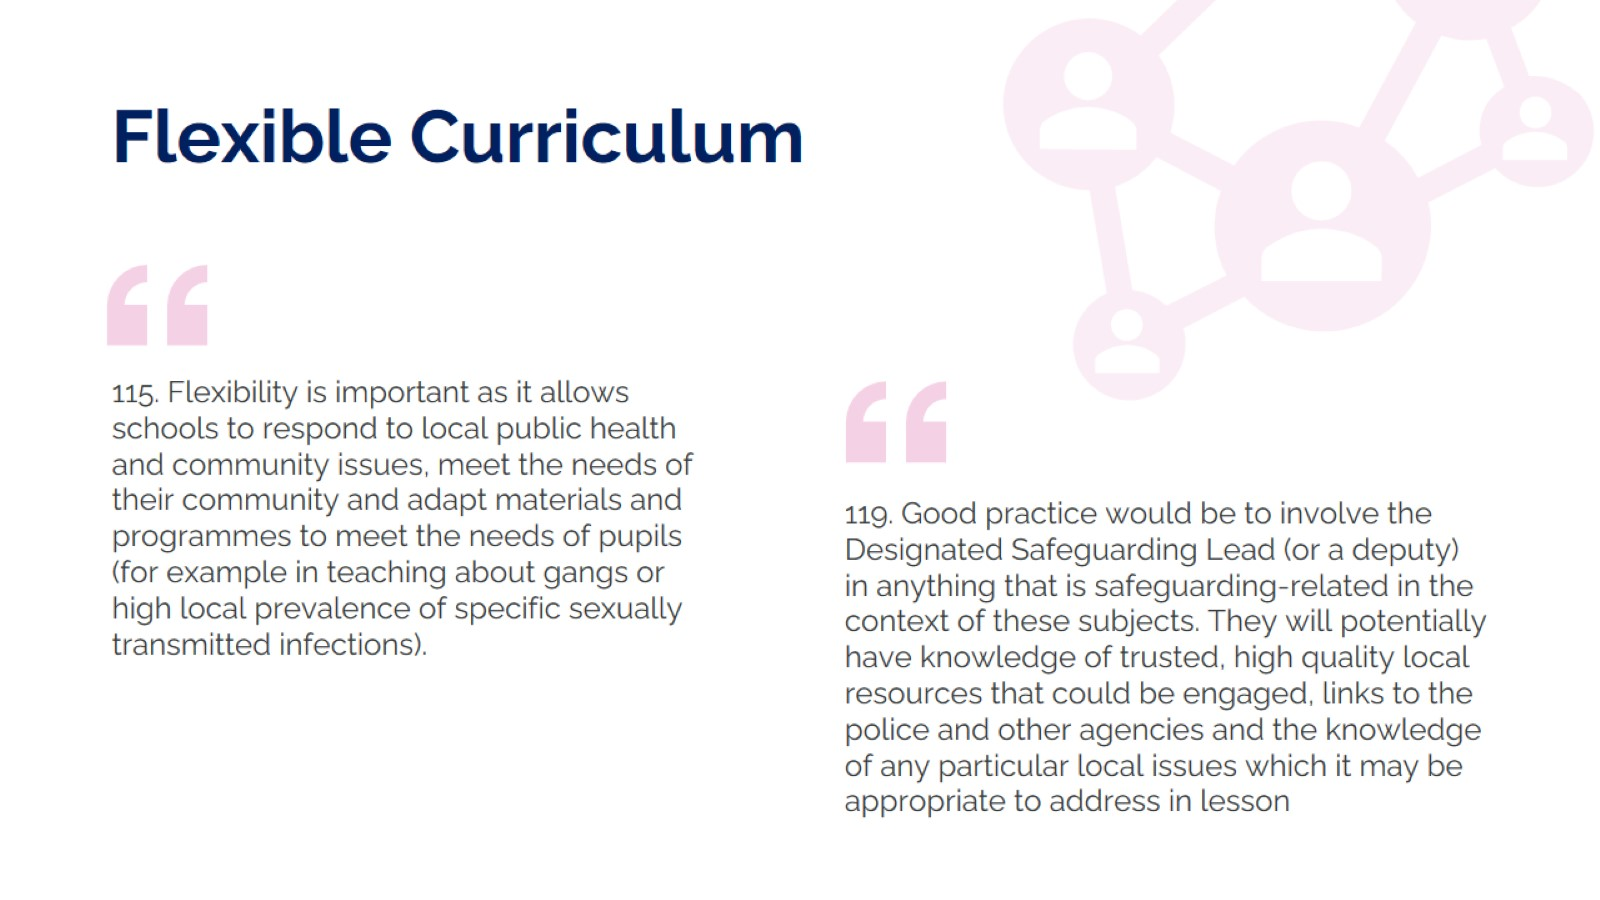 Flexible Curriculum
115. Flexibility is important as it allows
schools to respond to local public health
and community issues, meet the needs of
their community and adapt materials and
programmes to meet the needs of pupils
(for example in teaching about gangs or
high local prevalence of specific sexually
transmitted infections).
119. Good practice would be to involve the
Designated Safeguarding Lead (or a deputy)
in anything that is safeguarding-related in the
context of these subjects. They will potentially
have knowledge of trusted, high quality local
resources that could be engaged, links to the
police and other agencies and the knowledge
of any particular local issues which it may be
appropriate to address in lesson